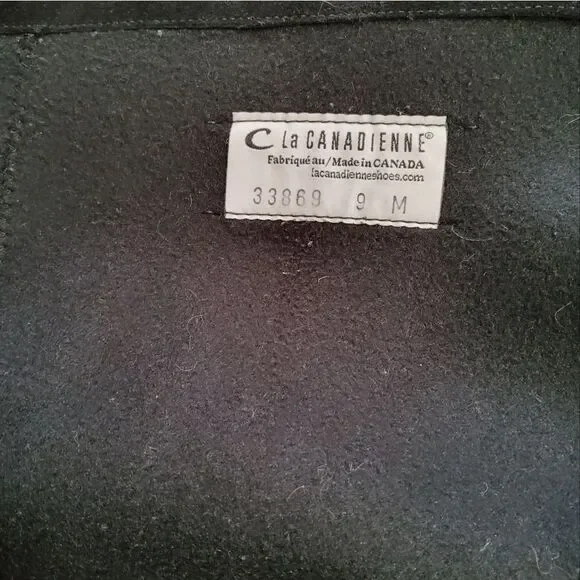 C La CANADIENNE®
Fabriqué au/Made in CANADA
lacanadienneshoes.com
33869 9 M